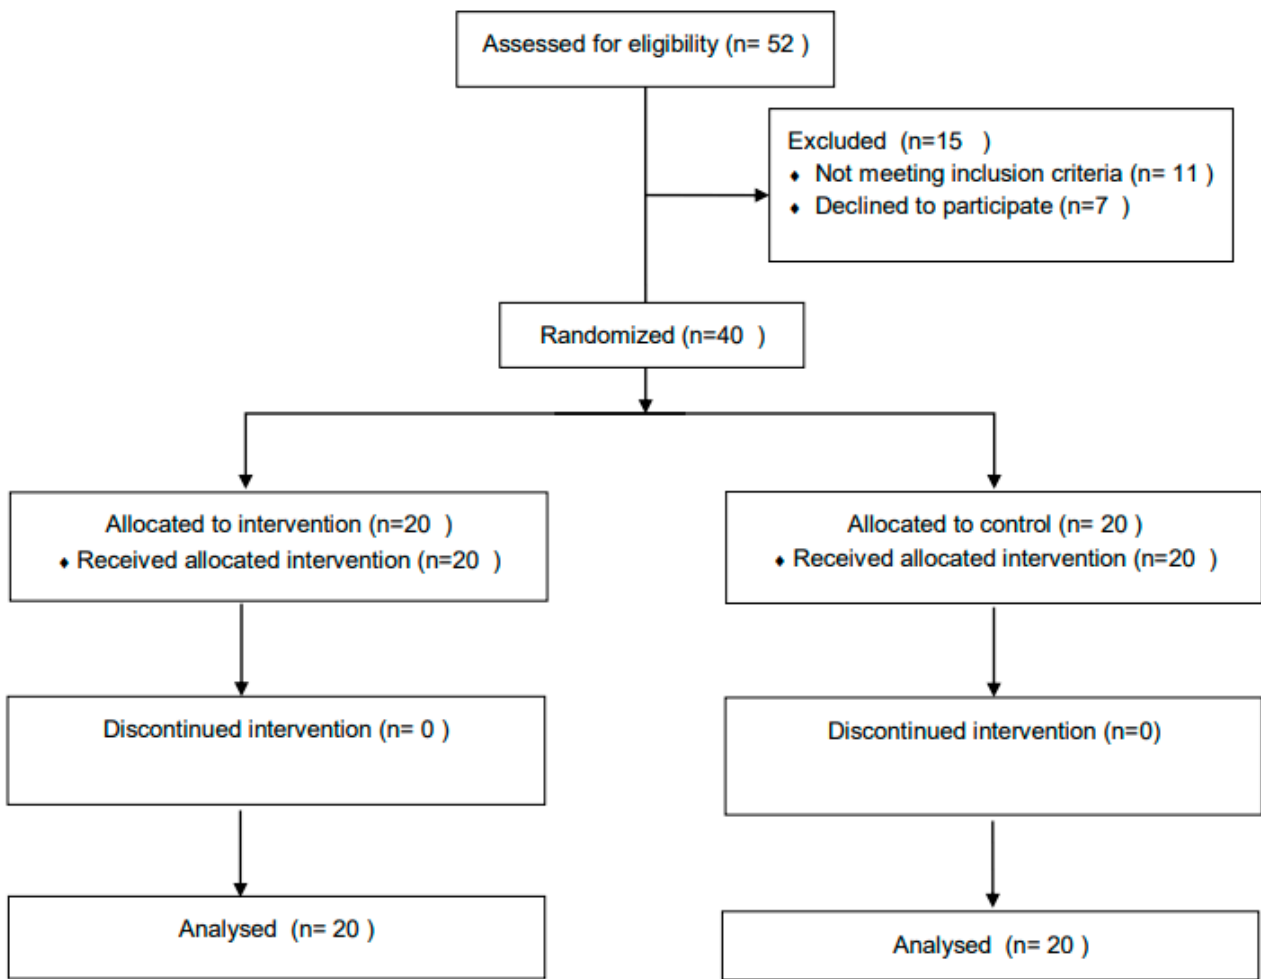 Assessed for eligibility (n= 52 )
Excluded (n=15 )
♦ Not meeting inclusion criteria (n= 11 )
♦ Declined to participate (n=7 )
Randomized (n=40 )
Allocated to intervention (n=20 )
♦ Received allocated intervention (n=20 )
Allocated to control (n= 20 )
♦ Received allocated intervention (n=20 )
Discontinued intervention (n= 0 )
Discontinued intervention (n=0)
Analysed (n= 20 )
Analysed (n= 20 )